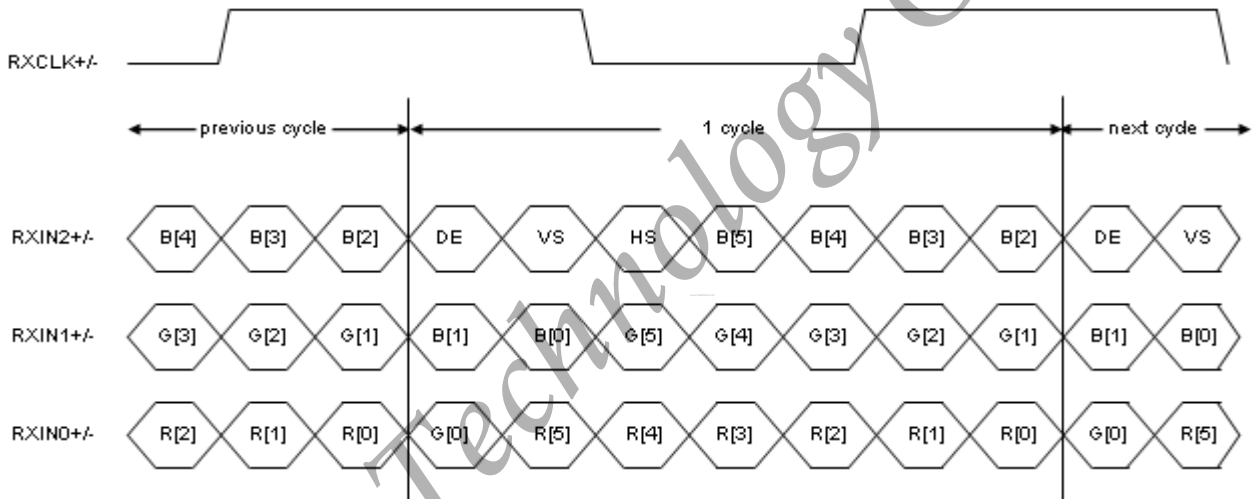 RXCLK+/-
previous cycle 1 cycle next cycle
RXIN2+/- B[4] B[3] B[2] DE VS HS B[5] B[4] B[3] B[2] DE VS
RXIN1+/- G[3] G[2] G[1] B[1] B[0] G[5] G[4] G[3] G[2] G[1] B[1] B[0]
RXIN0+/- R[2] R[1] R[0] G[0] R[5] R[4] R[3] R[2] R[1] R[0] G[0] R[5]
Technology